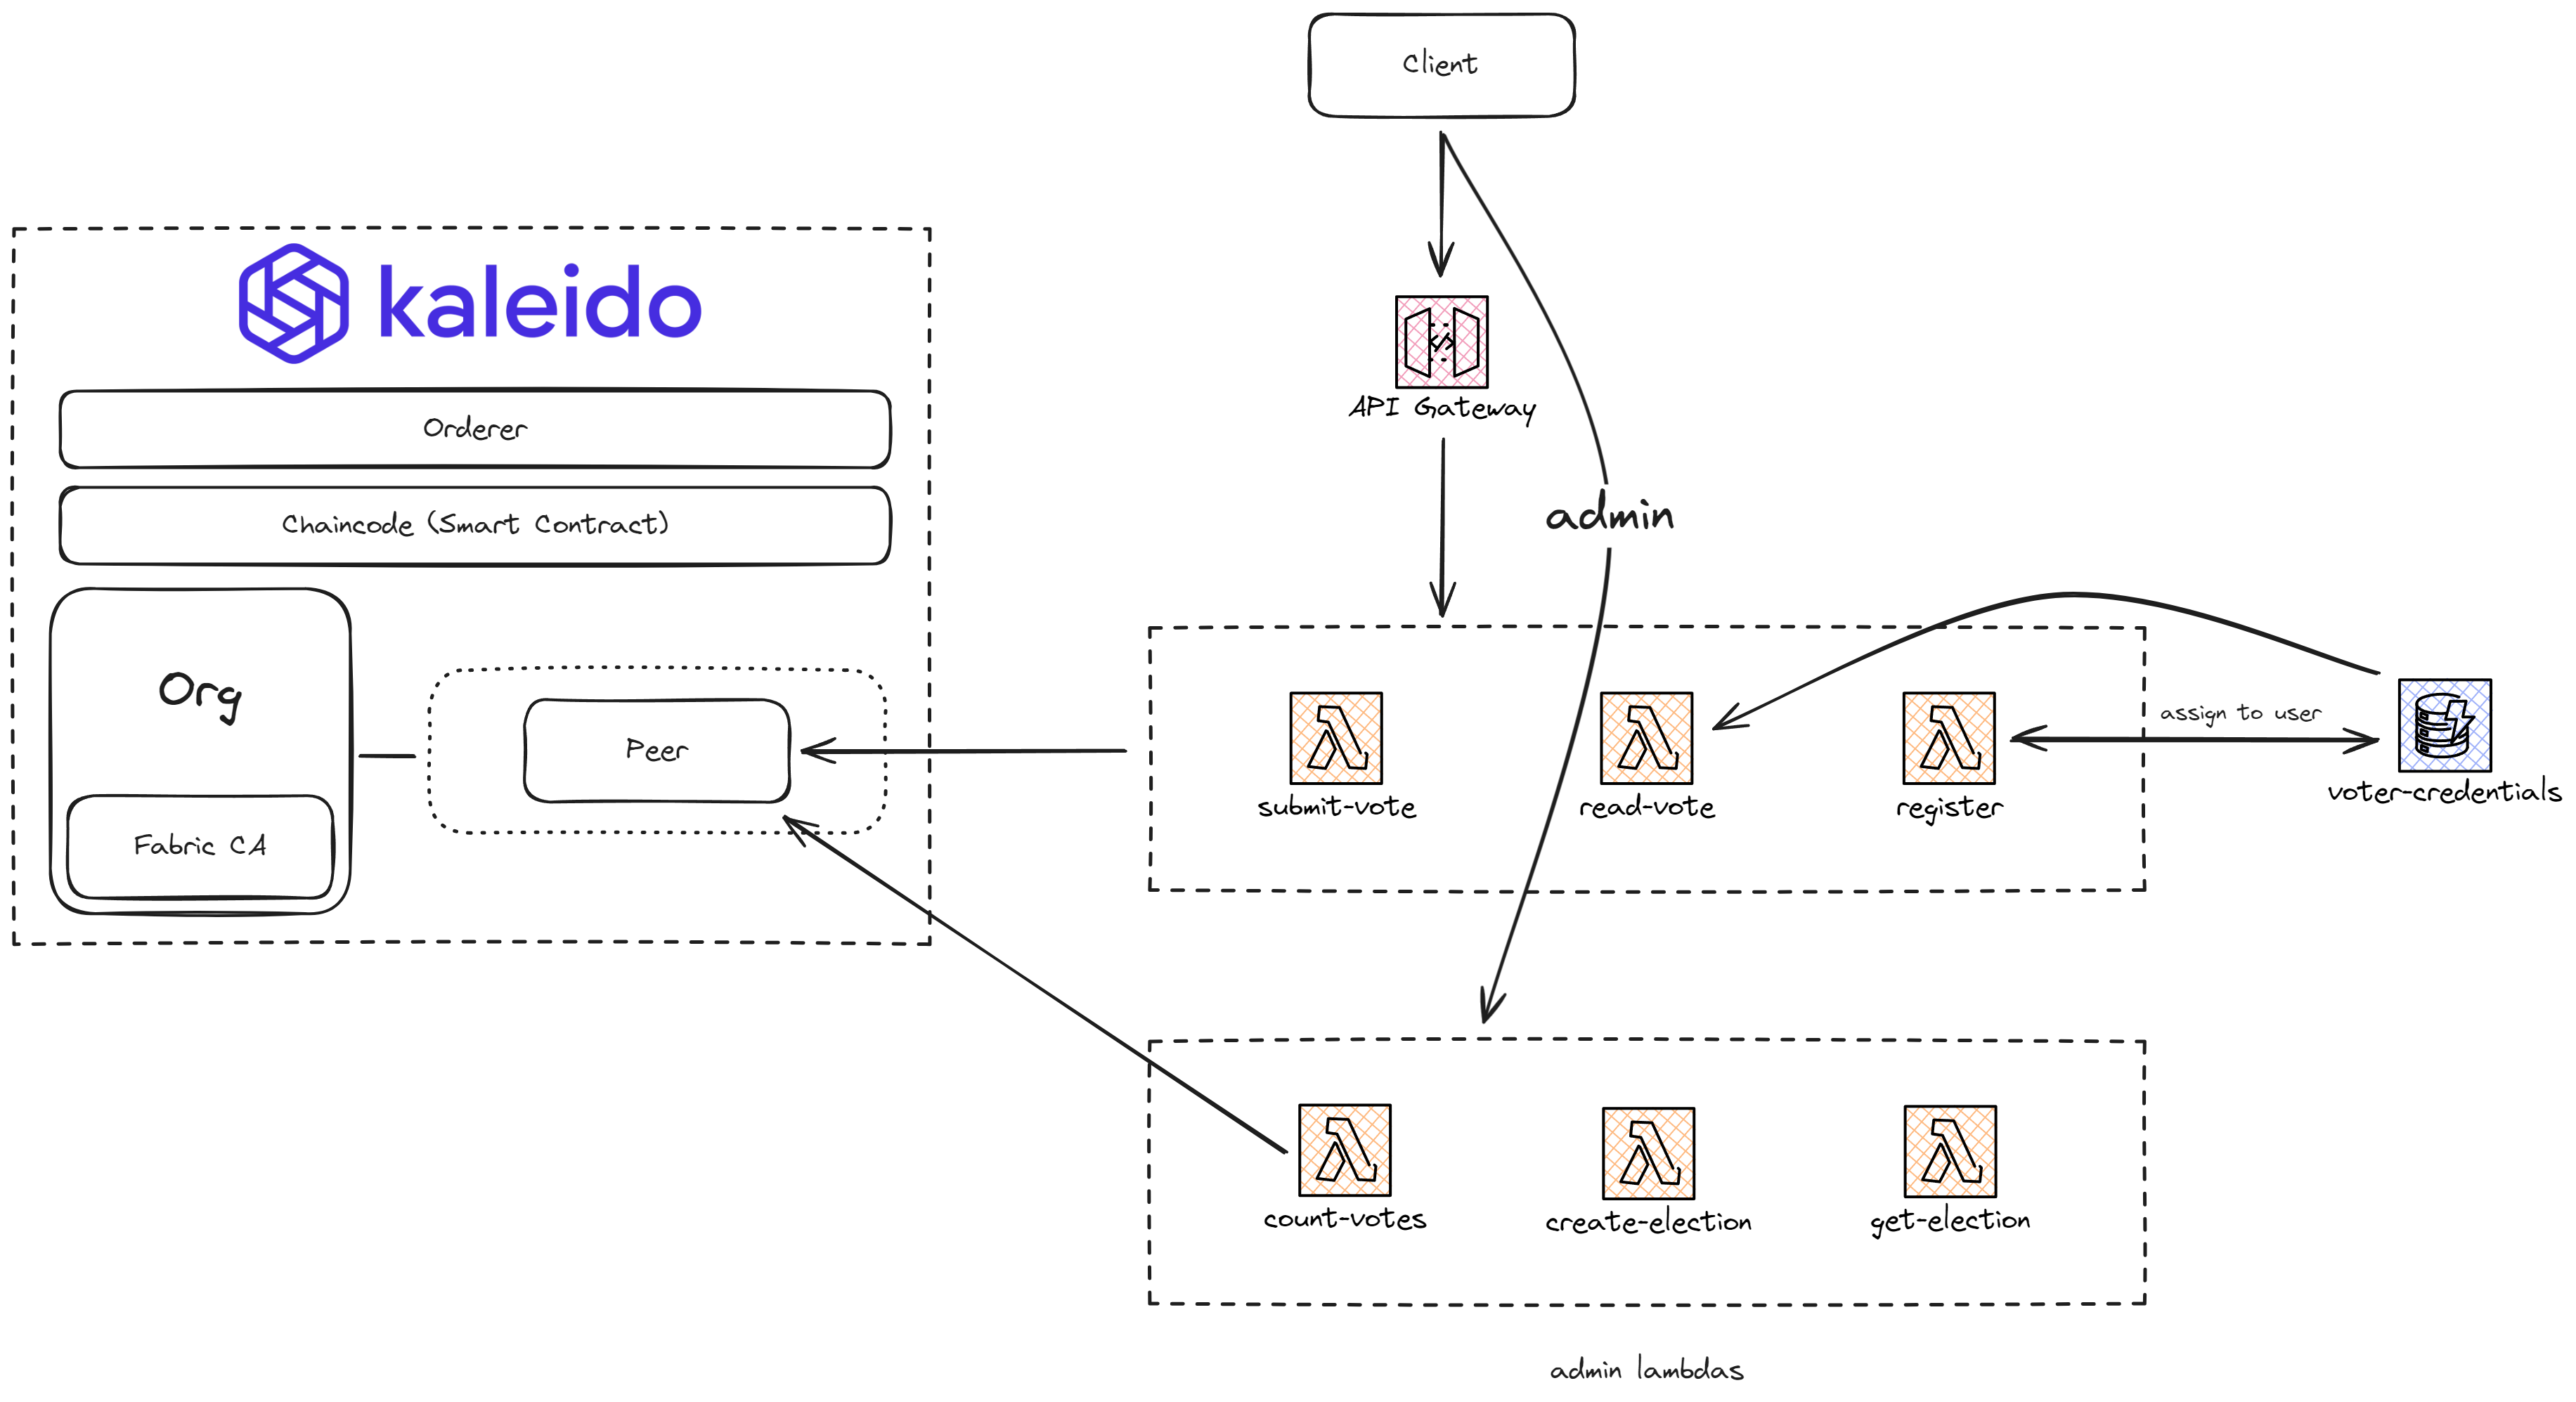 Client
kaleido
Orderer
API Gateway
Chaincode (Smart Contract)
admin
Org
Peer
Fabric CA
assign to user
submit-vote
read-vote
register
voter-credentials
count-votes
create-election
get-election
admin lambdas